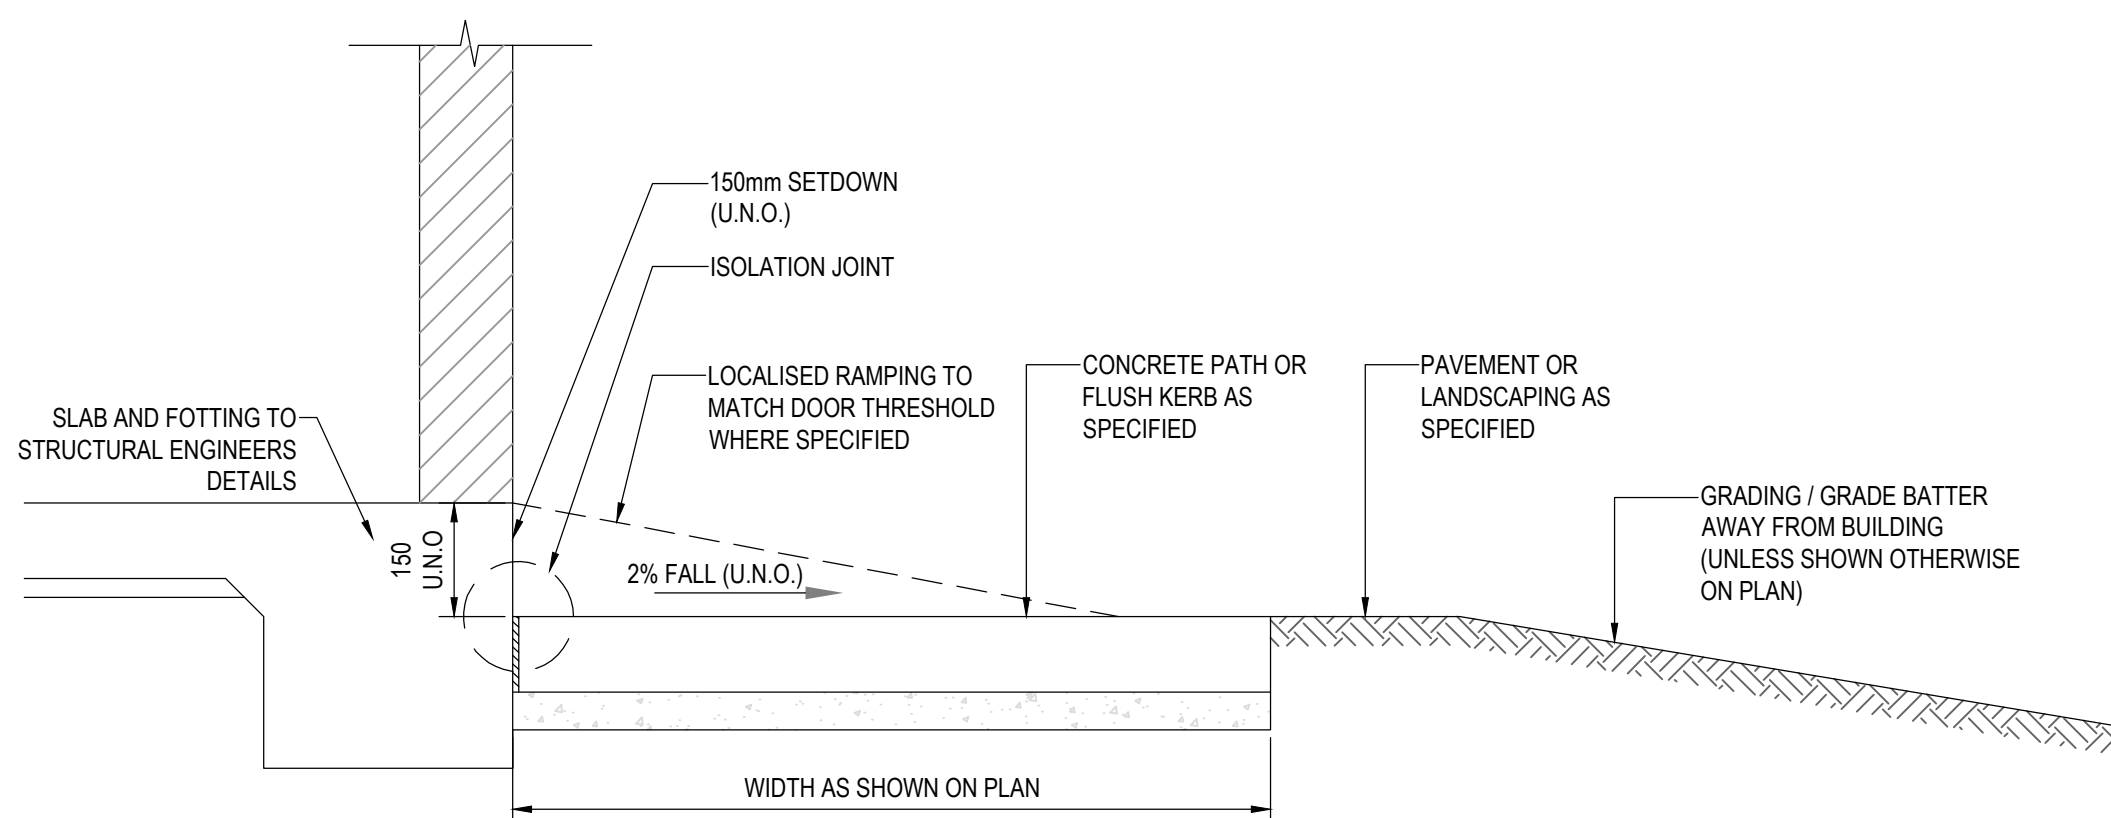 150mm SETDOWN
(U.N.O.)
ISOLATION JOINT
LOCALISED RAMPING TO
MATCH DOOR THRESHOLD
WHERE SPECIFIED
CONCRETE PATH OR
FLUSH KERB AS
SPECIFIED
PAVEMENT OR
LANDSCAPING AS
SPECIFIED
SLAB AND FOTTING TO
STRUCTURAL ENGINEERS
DETAILS
GRADING / GRADE BATTER
AWAY FROM BUILDING
(UNLESS SHOWN OTHERWISE
ON PLAN)
150
U.N.O
2% FALL (U.N.O.)
WIDTH AS SHOWN ON PLAN